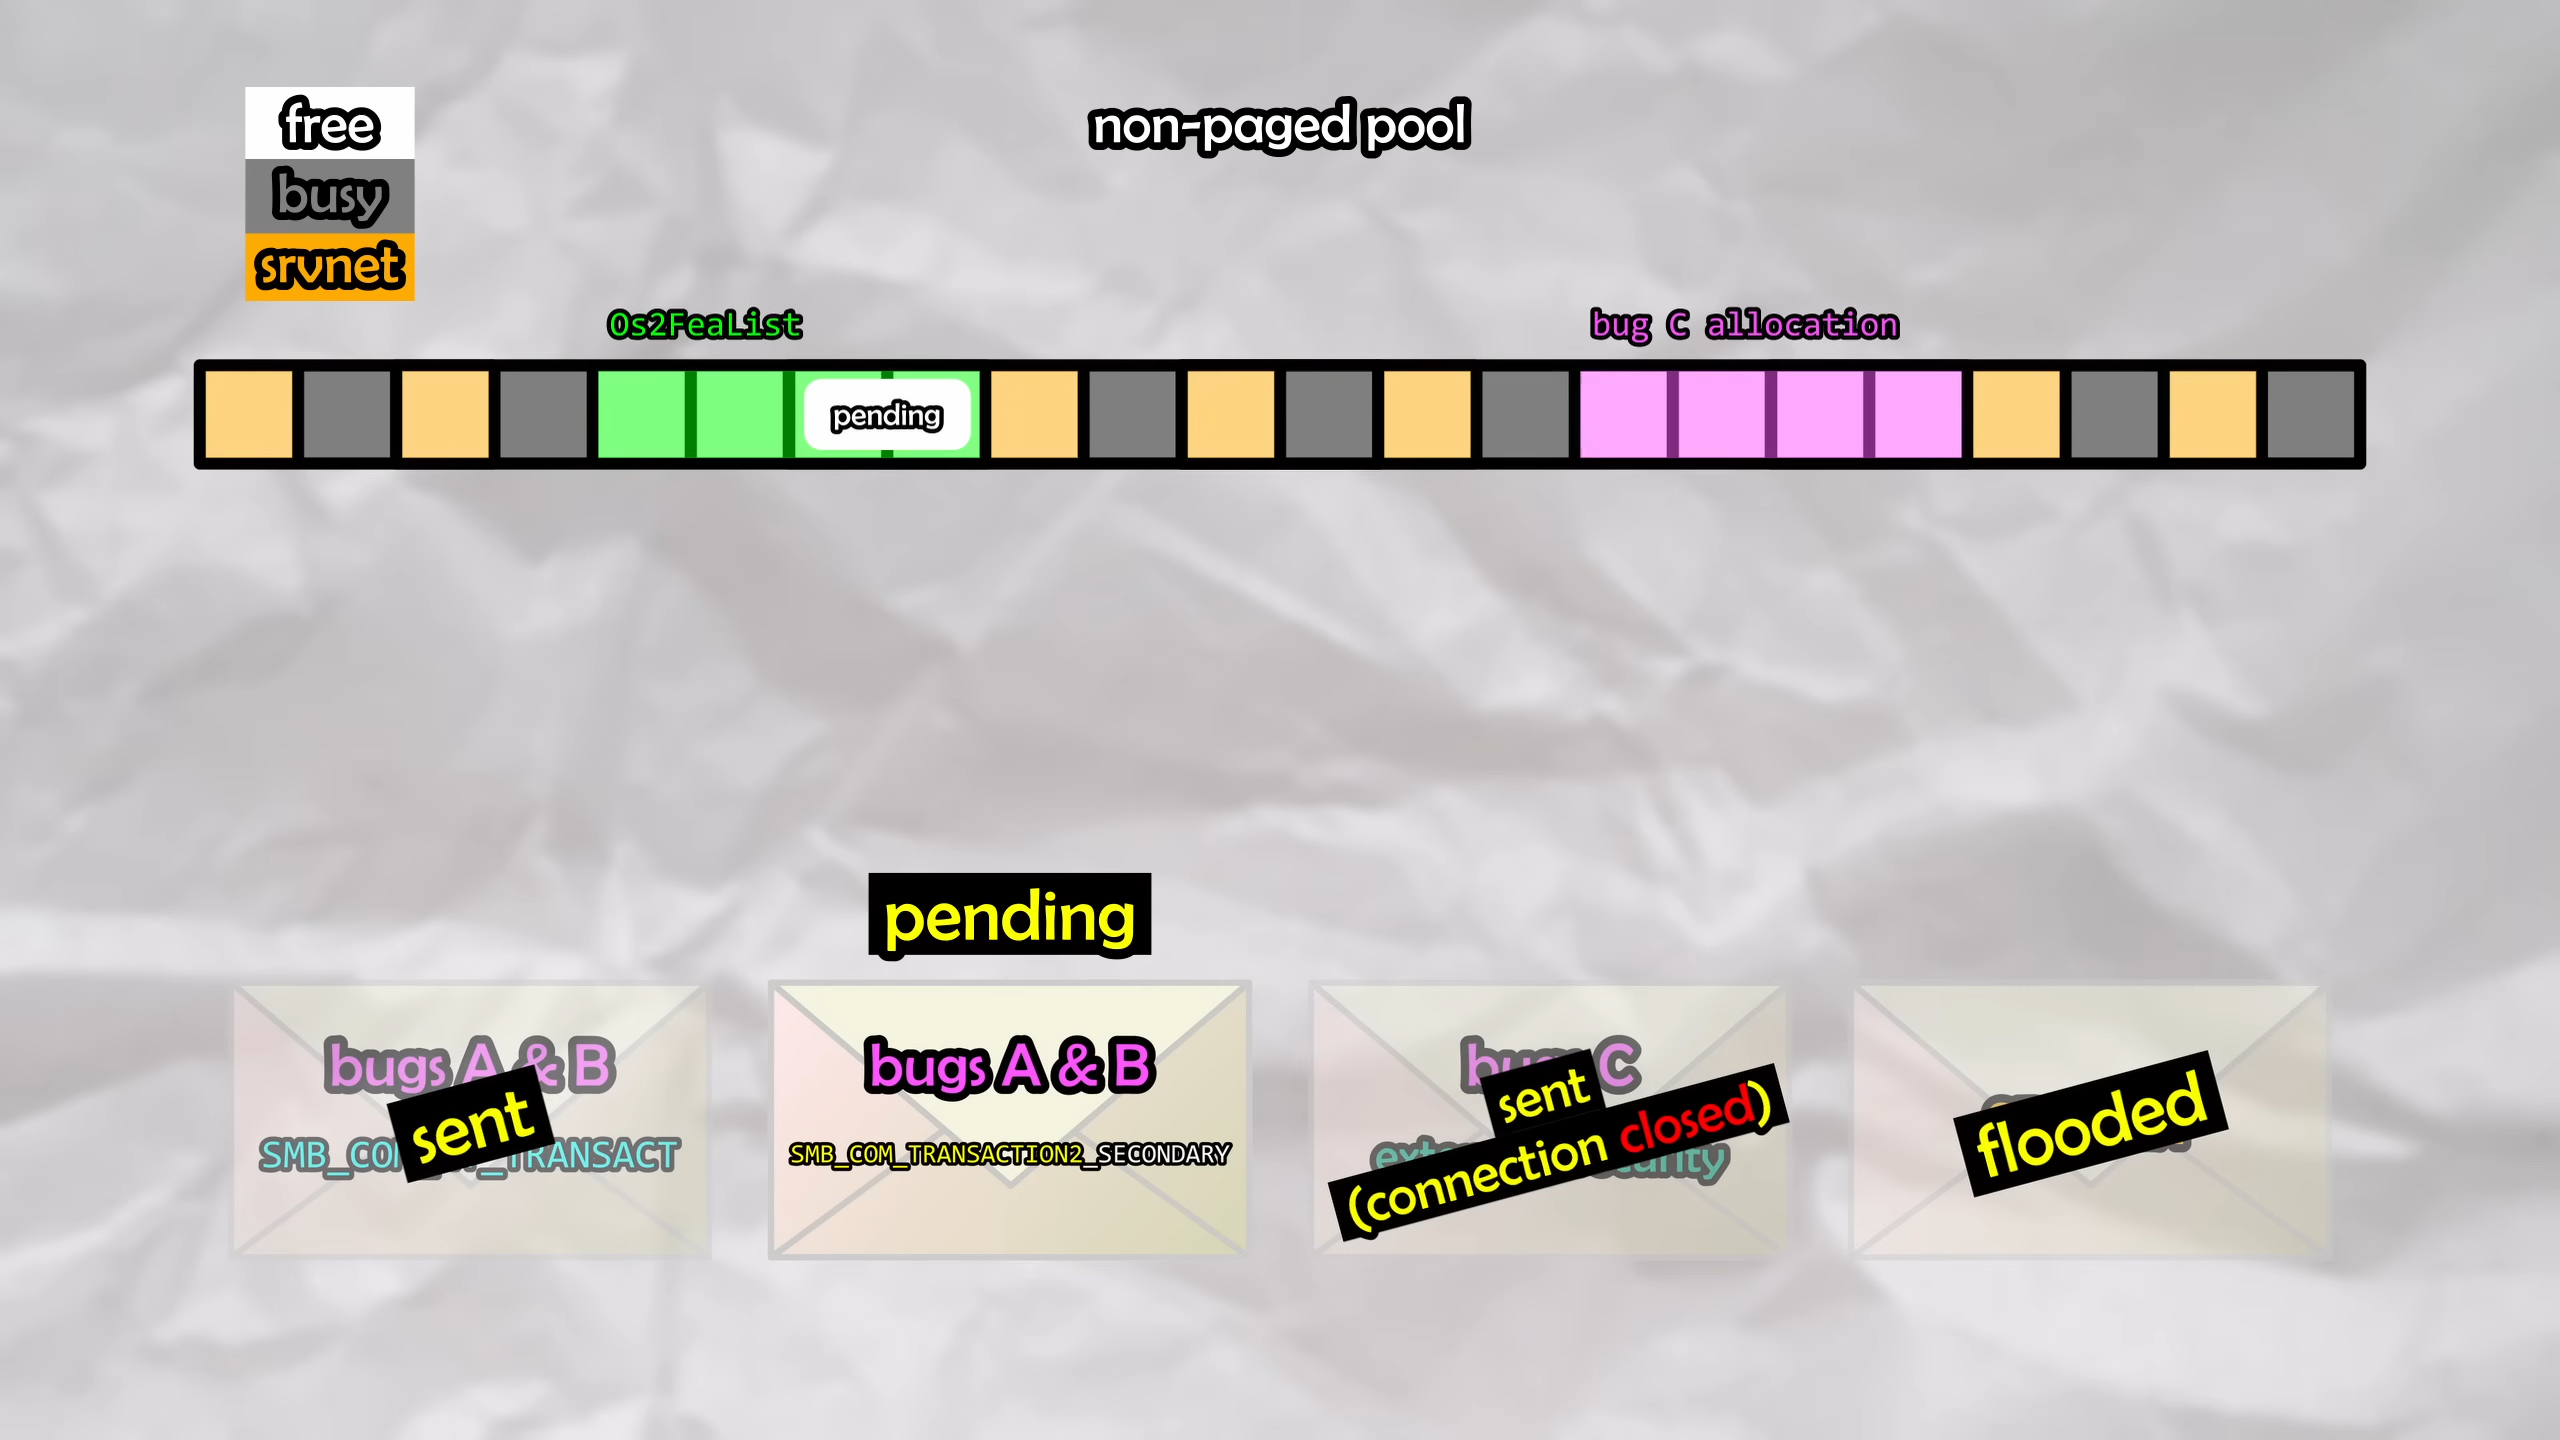 free
non-paged pool
busy
srvnet
Os2FeaList
bug C allocation
pending
pending
bugs A & B
SMB_COM_TRANSACT
sent
bugs A & B
SMB_COM_TRANSACTION2_SECONDARY
C
sent
(connection closed)
flooded